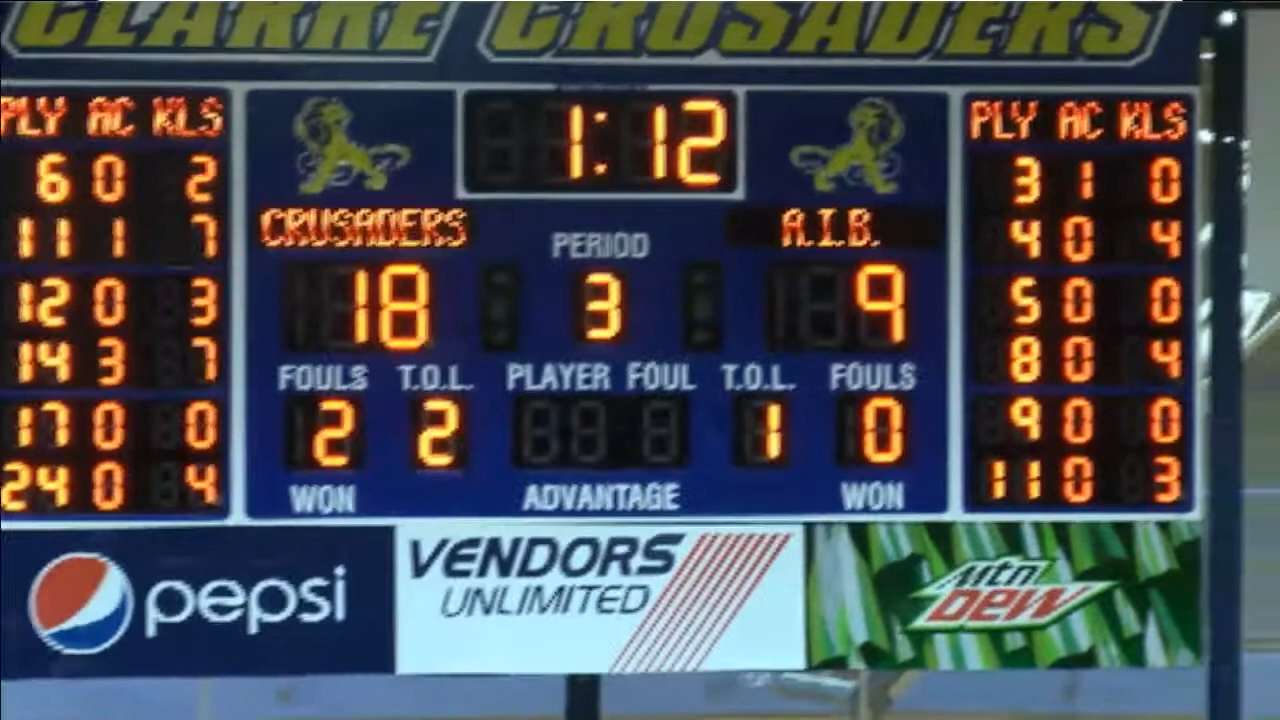 CLARKE CRUSADERS
PLY AC KLS
6 0 2
11 1 7
12 0 3
14 3 7
17 0 0
24 0 4
1:12
CRUSADERS
PERIOD
A.I.B.
18
3
9
FOULS T.O.L. PLAYER FOUL T.O.L. FOULS
2 2 1 0
WON ADVANTAGE WON
PLY AC KLS
3 1 0
4 0 4
5 0 0
8 0 4
9 0 0
11 0 3
pepsi
VENDORS
UNLIMITED
Mtn
DEW